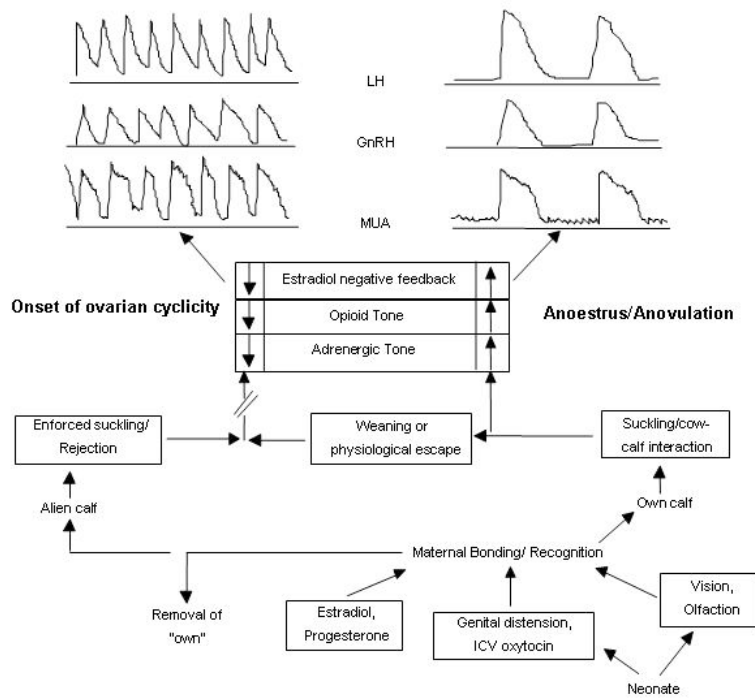 LH
GnRH
MUA
Estradiol negative feedback
Onset of ovarian cyclicity
Opioid Tone
Anoestrus/Anovulation
Adrenergic Tone
Enforced suckling/
Rejection
Weaning or
physiological escape
Suckling/cow-
calf interaction
Alien calf
Own calf
Maternal Bonding/ Recognition
Removal of
"own"
Estradiol,
Progesterone
Genital distension,
ICV oxytocin
Vision,
Olfaction
Neonate